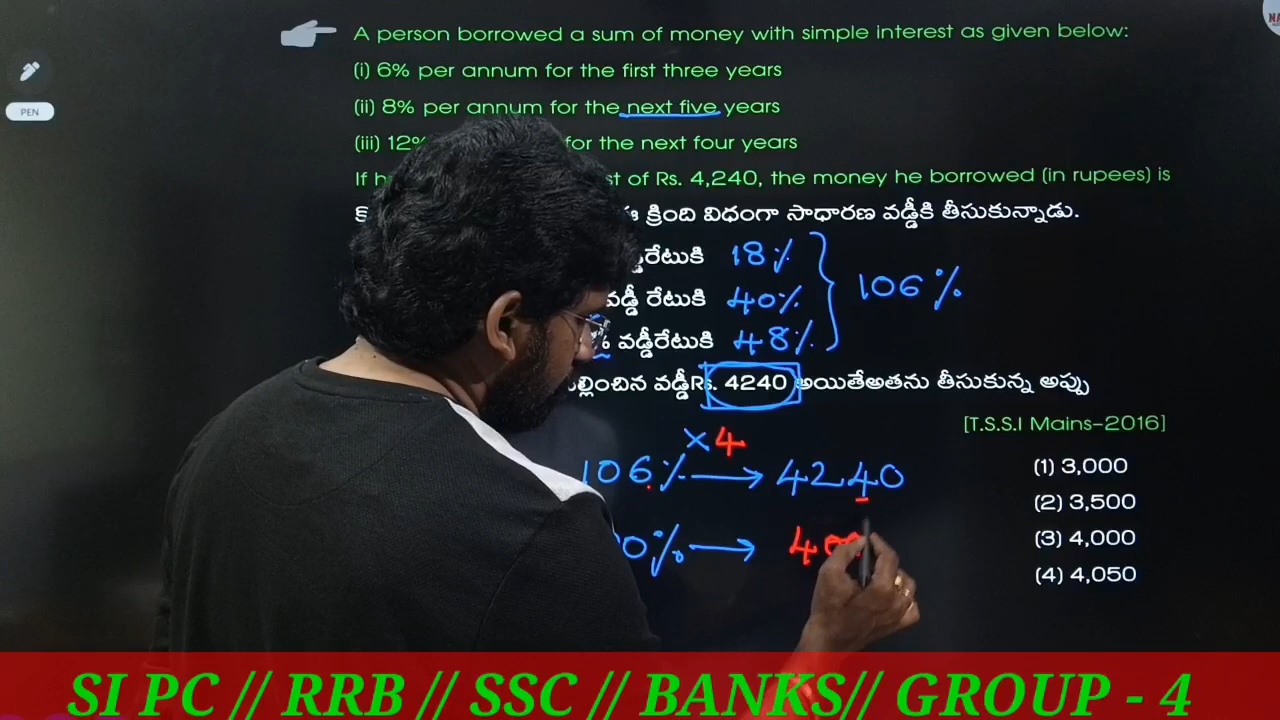 A person borrowed a sum of money with simple interest as given below:
(i) 6% per annum for the first three years
(ii) 8% per annum for the next five years
(iii) 12% for the next four years
If of Rs. 4,240, the money he borrowed (in rupees) is
క్రింది విధంగా సాధారణ వడ్డీకి తీసుకున్నాడు.
18%
వడ్డీ రేటుకి 40% 106%
% వడ్డీరేటుకి 48%
వడ్డీRs. 4240 అయితేఅతను తీసుకున్న అప్పు
[T.S.S.I Mains-2016]
×4
106% → 4240
0% → 4
(1) 3,000
(2) 3,500
(3) 4,000
(4) 4,050
PEN
SI PC // RRB // SSC // BANKS// GROUP - 4